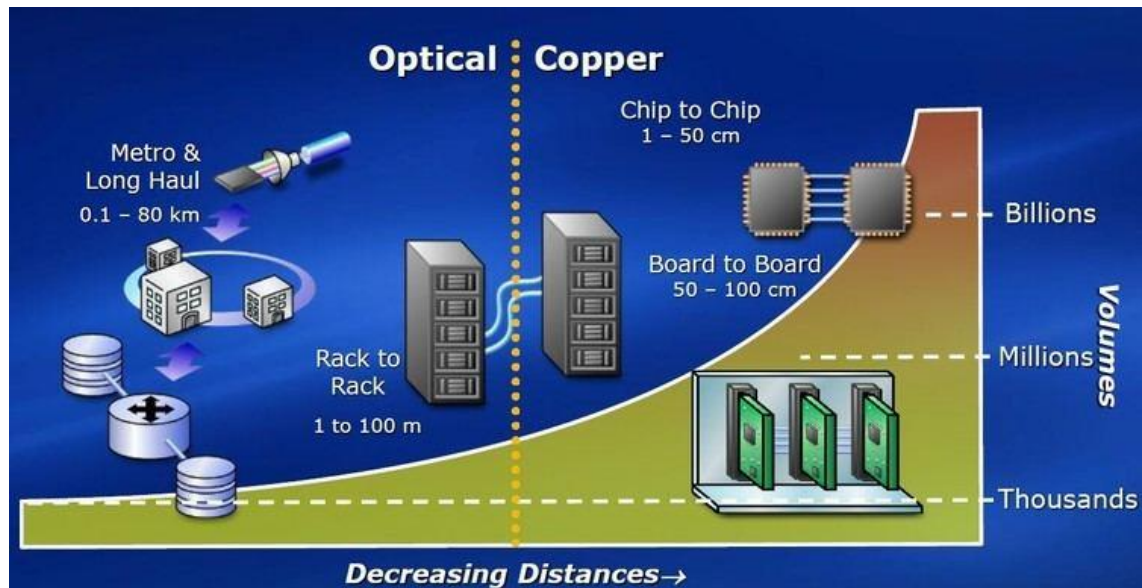 Optical
Copper
Metro &
Long Haul
0.1 – 80 km
Chip to Chip
1 – 50 cm
Board to Board
50 – 100 cm
Rack to
Rack
1 to 100 m
Billions
Millions
Thousands
Volumes
Decreasing Distances→